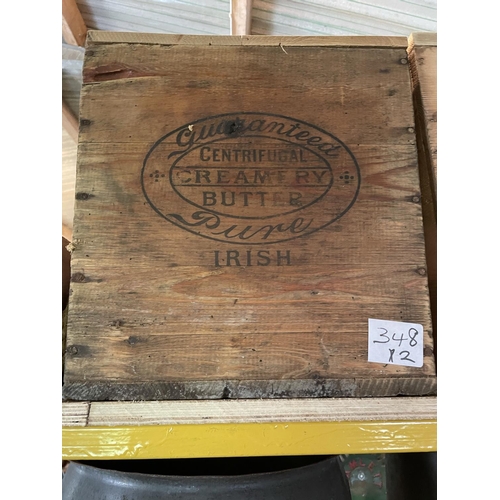 Guaranteed
CENTRIFUGAL
CREAMERY
BUTTER
Pure
IRISH
348
x2